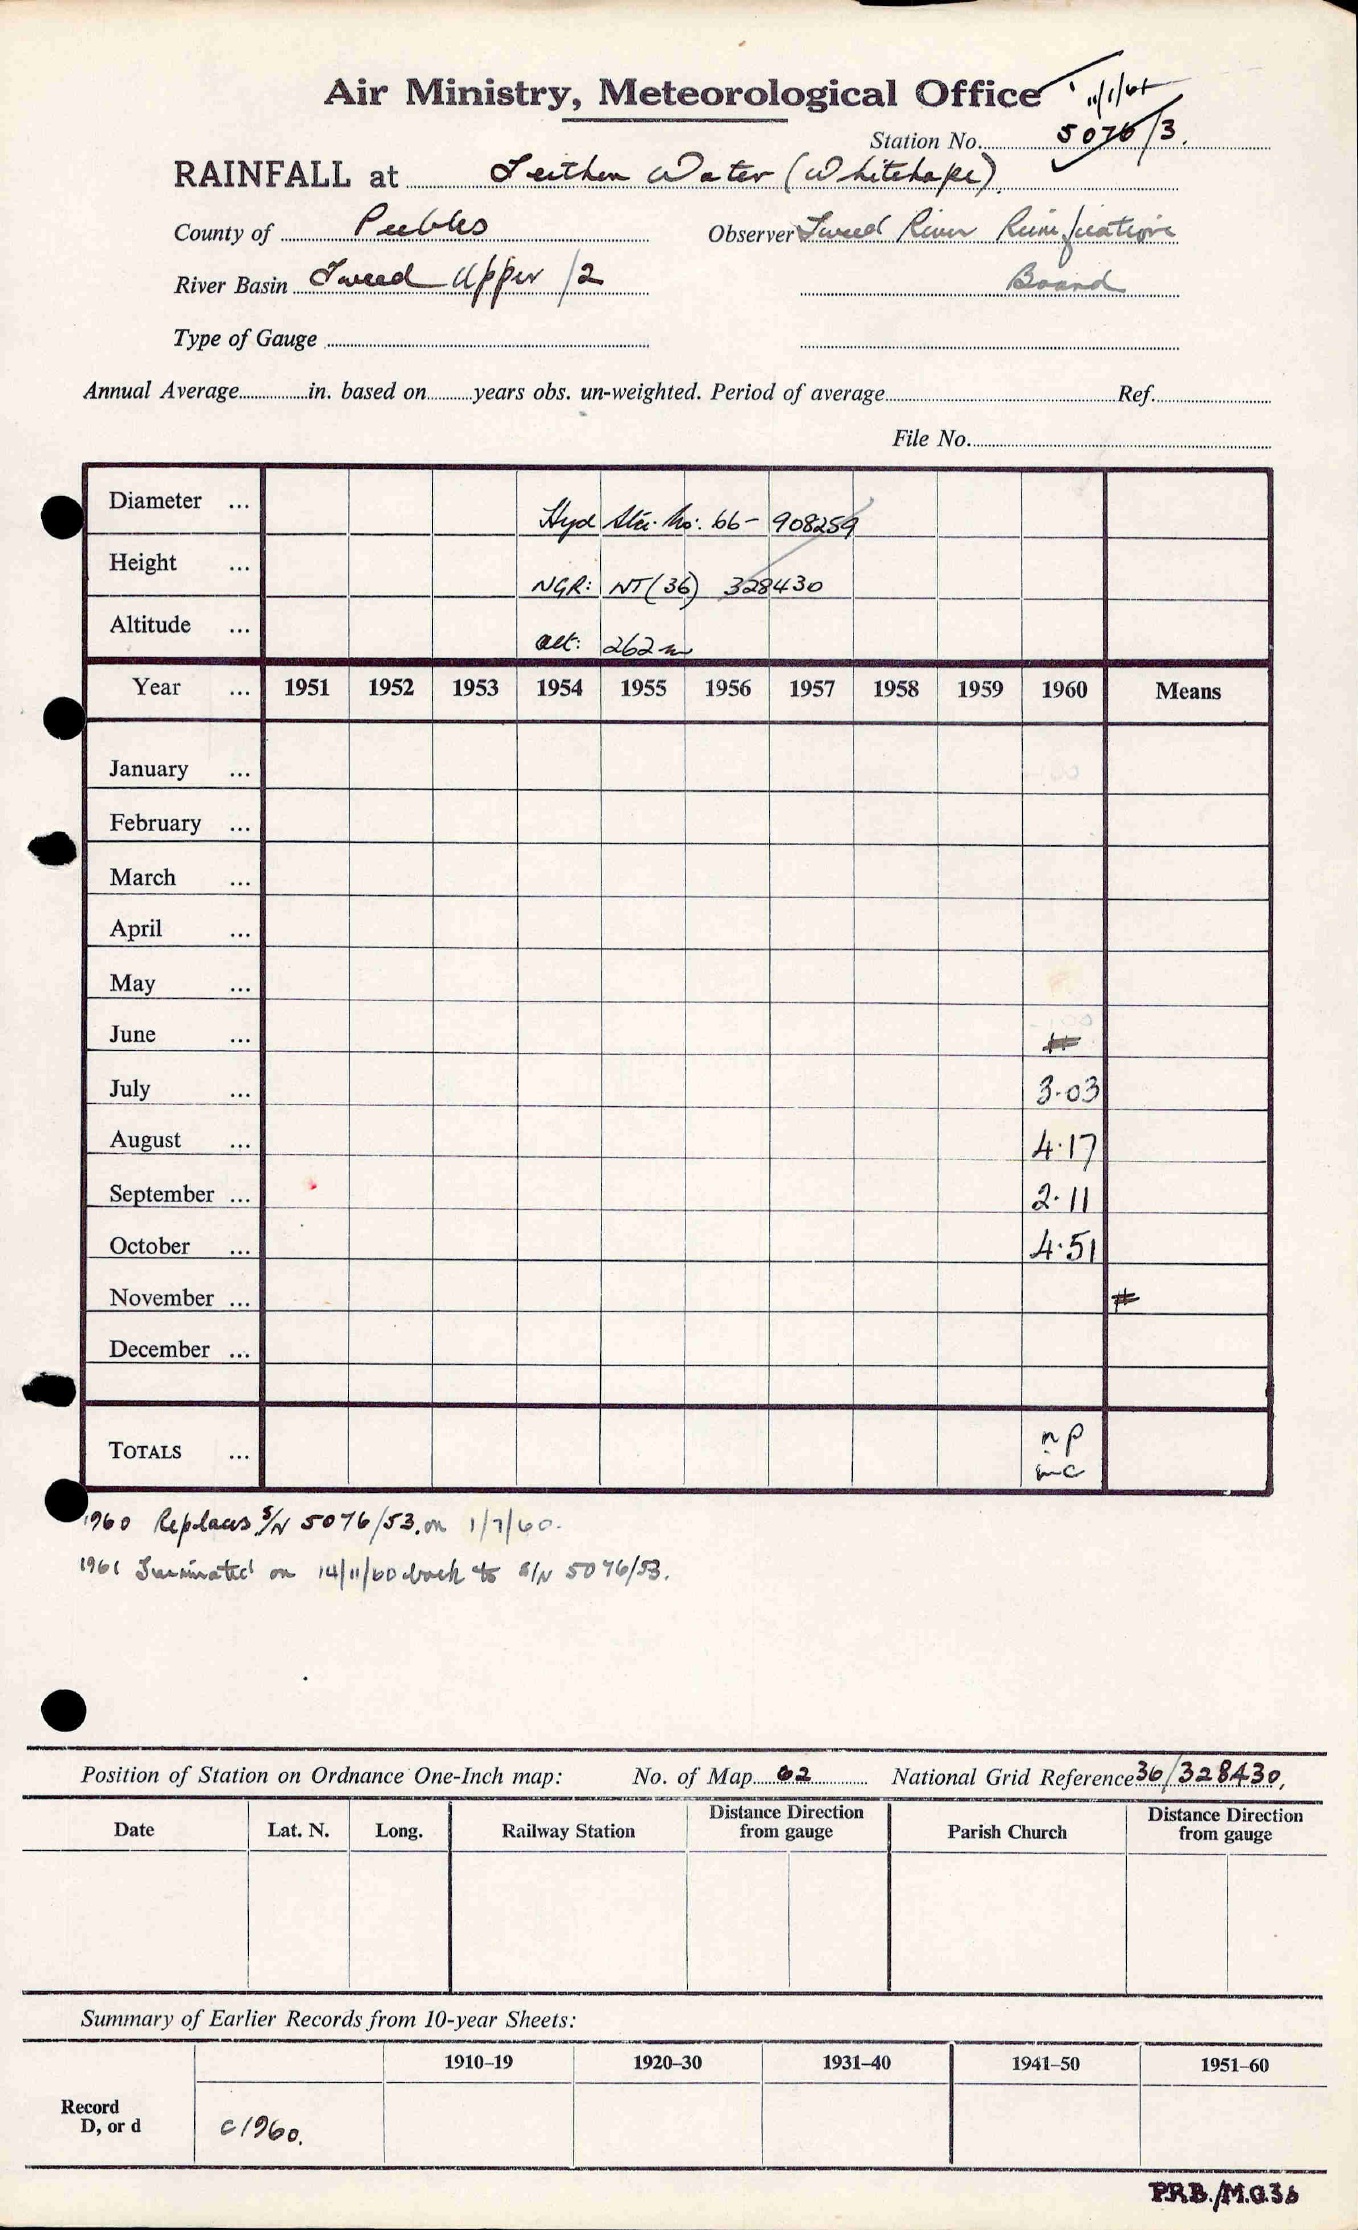 Air Ministry, Meteorological Office
11/1/61
Station No. 5076/3.
RAINFALL at Leithen Water (Whitehope)
County of Peebles Observer Tweed River Purification
River Basin Tweed Upper /2 Board
Type of Gauge
Annual Average in. based on years obs. un-weighted. Period of average Ref.
File No.
Diameter ... Hyd Stn. No: 66- 908259
Height ... NGR: NT(36) 328430
Altitude ... alt: 262 m
Year ... 1951 1952 1953 1954 1955 1956 1957 1958 1959 1960 Means
January ...
February ...
March ...
April ...
May ...
June ...
July ... 3.03
August ... 4.17
September ... 2.11
October ... 4.51
November ...
December ...
TOTALS ... n p
inc
1960 Replaces S/N 5076/53. on 1/7/60.
1961 Terminated on 14/11/60 back to S/N 5076/53.
Position of Station on Ordnance One-Inch map: No. of Map 62 National Grid Reference 36/328430,
Date Lat. N. Long. Railway Station Distance Direction from gauge Parish Church Distance Direction from gauge
Summary of Earlier Records from 10-year Sheets:
1910–19 1920–30 1931–40 1941–50 1951–60
Record
D, or d c1960.
P.R.B./M.O.36